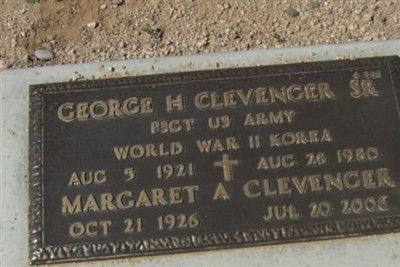 GEORGE H CLEVENGER SR
PSGT US ARMY
WORLD WAR II KOREA
AUG 5 1921 AUG 26 1980
MARGARET A CLEVENGER
OCT 21 1926 JUL 20 2006